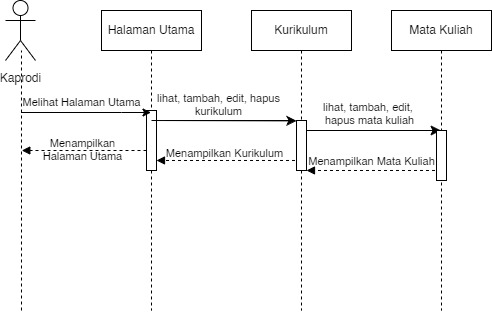 Halaman Utama
Kurikulum
Mata Kuliah
Kaprodi
Melihat Halaman Utama
lihat, tambah, edit, hapus
kurikulum
lihat, tambah, edit,
hapus mata kuliah
Menampilkan
Halaman Utama
Menampilkan Kurikulum
Menampilkan Mata Kuliah